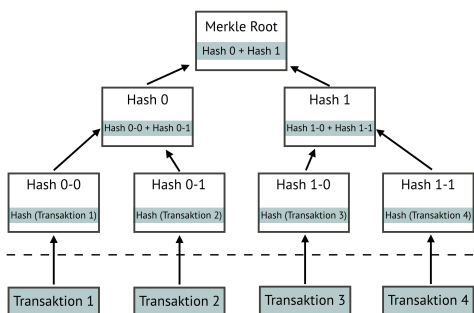 Merkle Root
Hash 0 + Hash 1
Hash 0
Hash 0-0 + Hash 0-1
Hash 1
Hash 1-0 + Hash 1-1
Hash 0-0
Hash (Transaktion 1)
Hash 0-1
Hash (Transaktion 2)
Hash 1-0
Hash (Transaktion 3)
Hash 1-1
Hash (Transaktion 4)
Transaktion 1
Transaktion 2
Transaktion 3
Transaktion 4